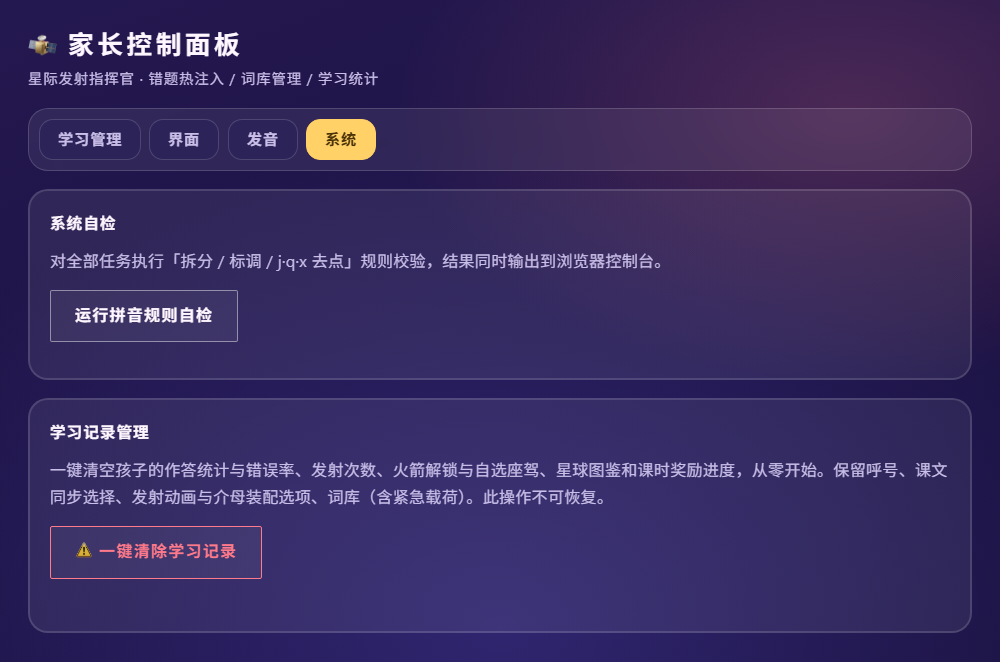 家长控制面板
星际发射指挥官 · 错题热注入 / 词库管理 / 学习统计
学习管理 界面 发音 系统
系统自检
对全部任务执行「拆分 / 标调 / j·q·x 去点」规则校验，结果同时输出到浏览器控制台。
运行拼音规则自检
学习记录管理
一键清空孩子的作答统计与错误率、发射次数、火箭解锁与自选座驾、星球图鉴和课时奖励进度，从零开始。保留呼号、课文
同步选择、发射动画与介母装配选项、词库（含紧急载荷）。此操作不可恢复。
⚠ 一键清除学习记录